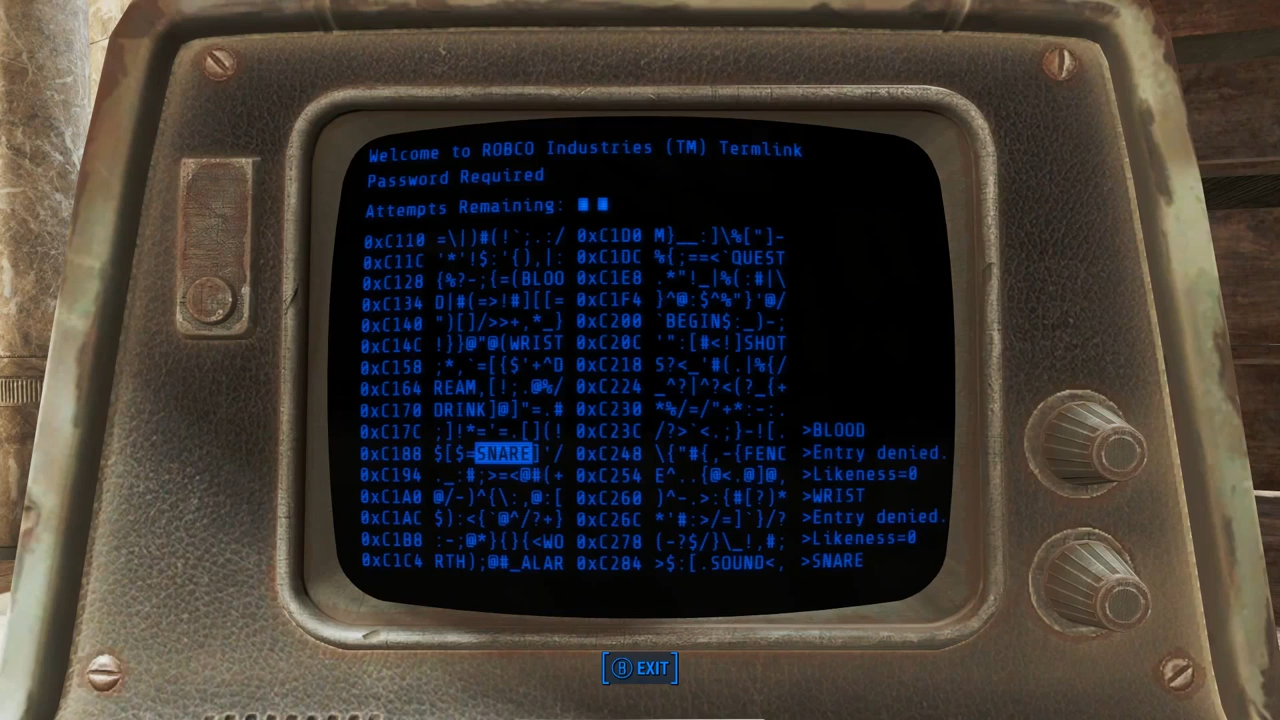 Welcome to ROBCO Industries (TM) Termlink
Password Required
Attempts Remaining: ■ ■
0xC110 =\|)#(!`;.:/ 0xC1D0 M}__:]\%["]-
0xC11C '*'!$:'{),|: 0xC1DC %{;==<`QUEST
0xC128 {%?-;{=(BLOO 0xC1E8 .*"!_|%(:#|\
0xC134 D|#(=>!#][[= 0xC1F4 }^@:$^%"}'@/
0xC140 ")[]/>>+,*_} 0xC200 `BEGIN$:_)-;
0xC14C !}}@"@(WRIST 0xC20C '":[#<!]SHOT
0xC158 ;*,`=[{$'+^D 0xC218 S?<_'#(.|%{/
0xC164 REAM,[!;.@%/ 0xC224 _^?|^?<(?_{+
0xC170 DRINK]@]"=.# 0xC230 *%/=/"+*:-:.
0xC17C ;]!*='=.[](! 0xC23C /?>`<.;}-![. >BLOOD
0xC188 $[$=SNARE]'/ 0xC248 \{"#{,-{FENC >Entry denied.
0xC194 ._:#;>=<@#(+ 0xC254 E^..{@<.@]@, >Likeness=0
0xC1A0 @/-)^{\:,@:[ 0xC260 )^-.>:{#[?)* >WRIST
0xC1AC $):<{`@^/?+} 0xC26C *'#:>/=]`}/? >Entry denied.
0xC1B8 :-;@*}{}{<WO 0xC278 (-?$/}\_!,#; >Likeness=0
0xC1C4 RTH);@#_ALAR 0xC284 >$:[.SOUND<, >SNARE
Ⓑ EXIT